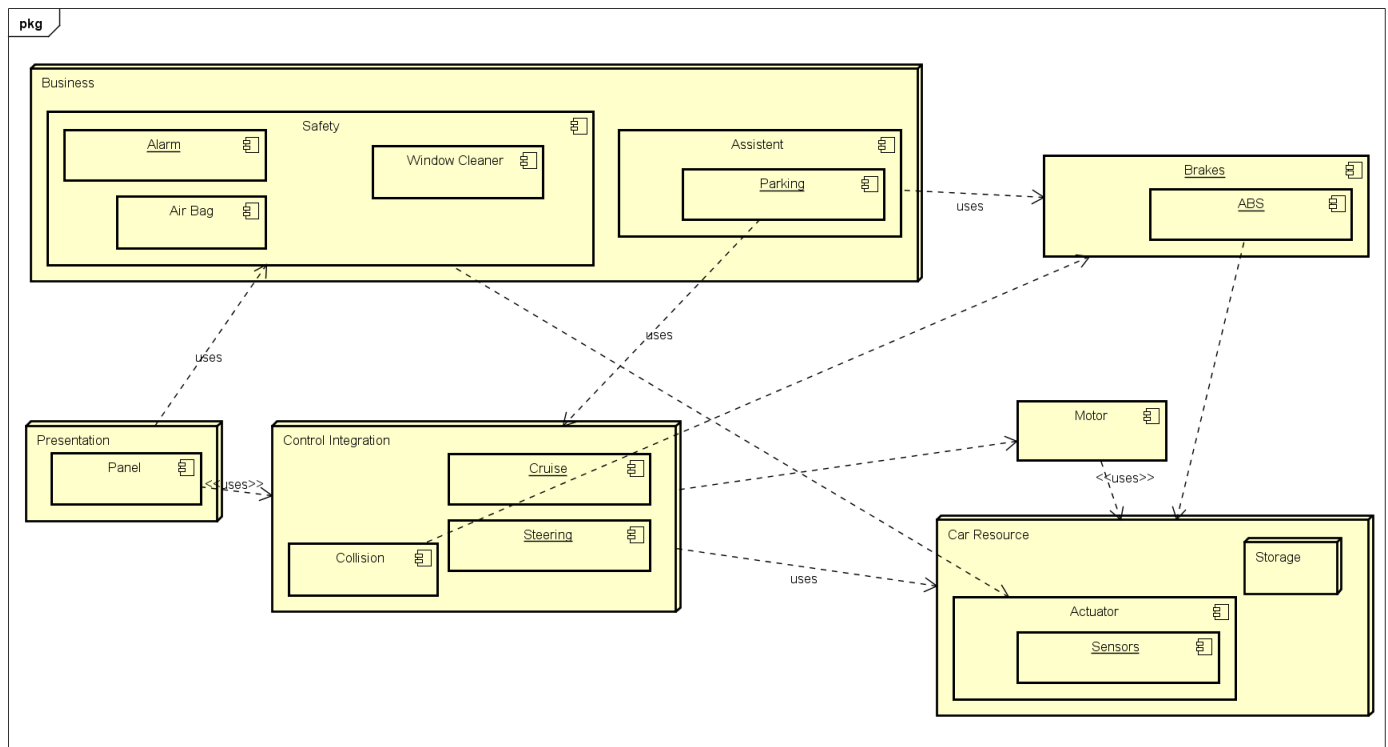 pkg
Business
Safety
Alarm
Window Cleaner
Air Bag
Assistent
Parking
Brakes
ABS
uses
uses
uses
Presentation
Panel
<<uses>>
Control Integration
Cruise
Steering
Collision
Motor
<<uses>>
uses
Car Resource
Storage
Actuator
Sensors